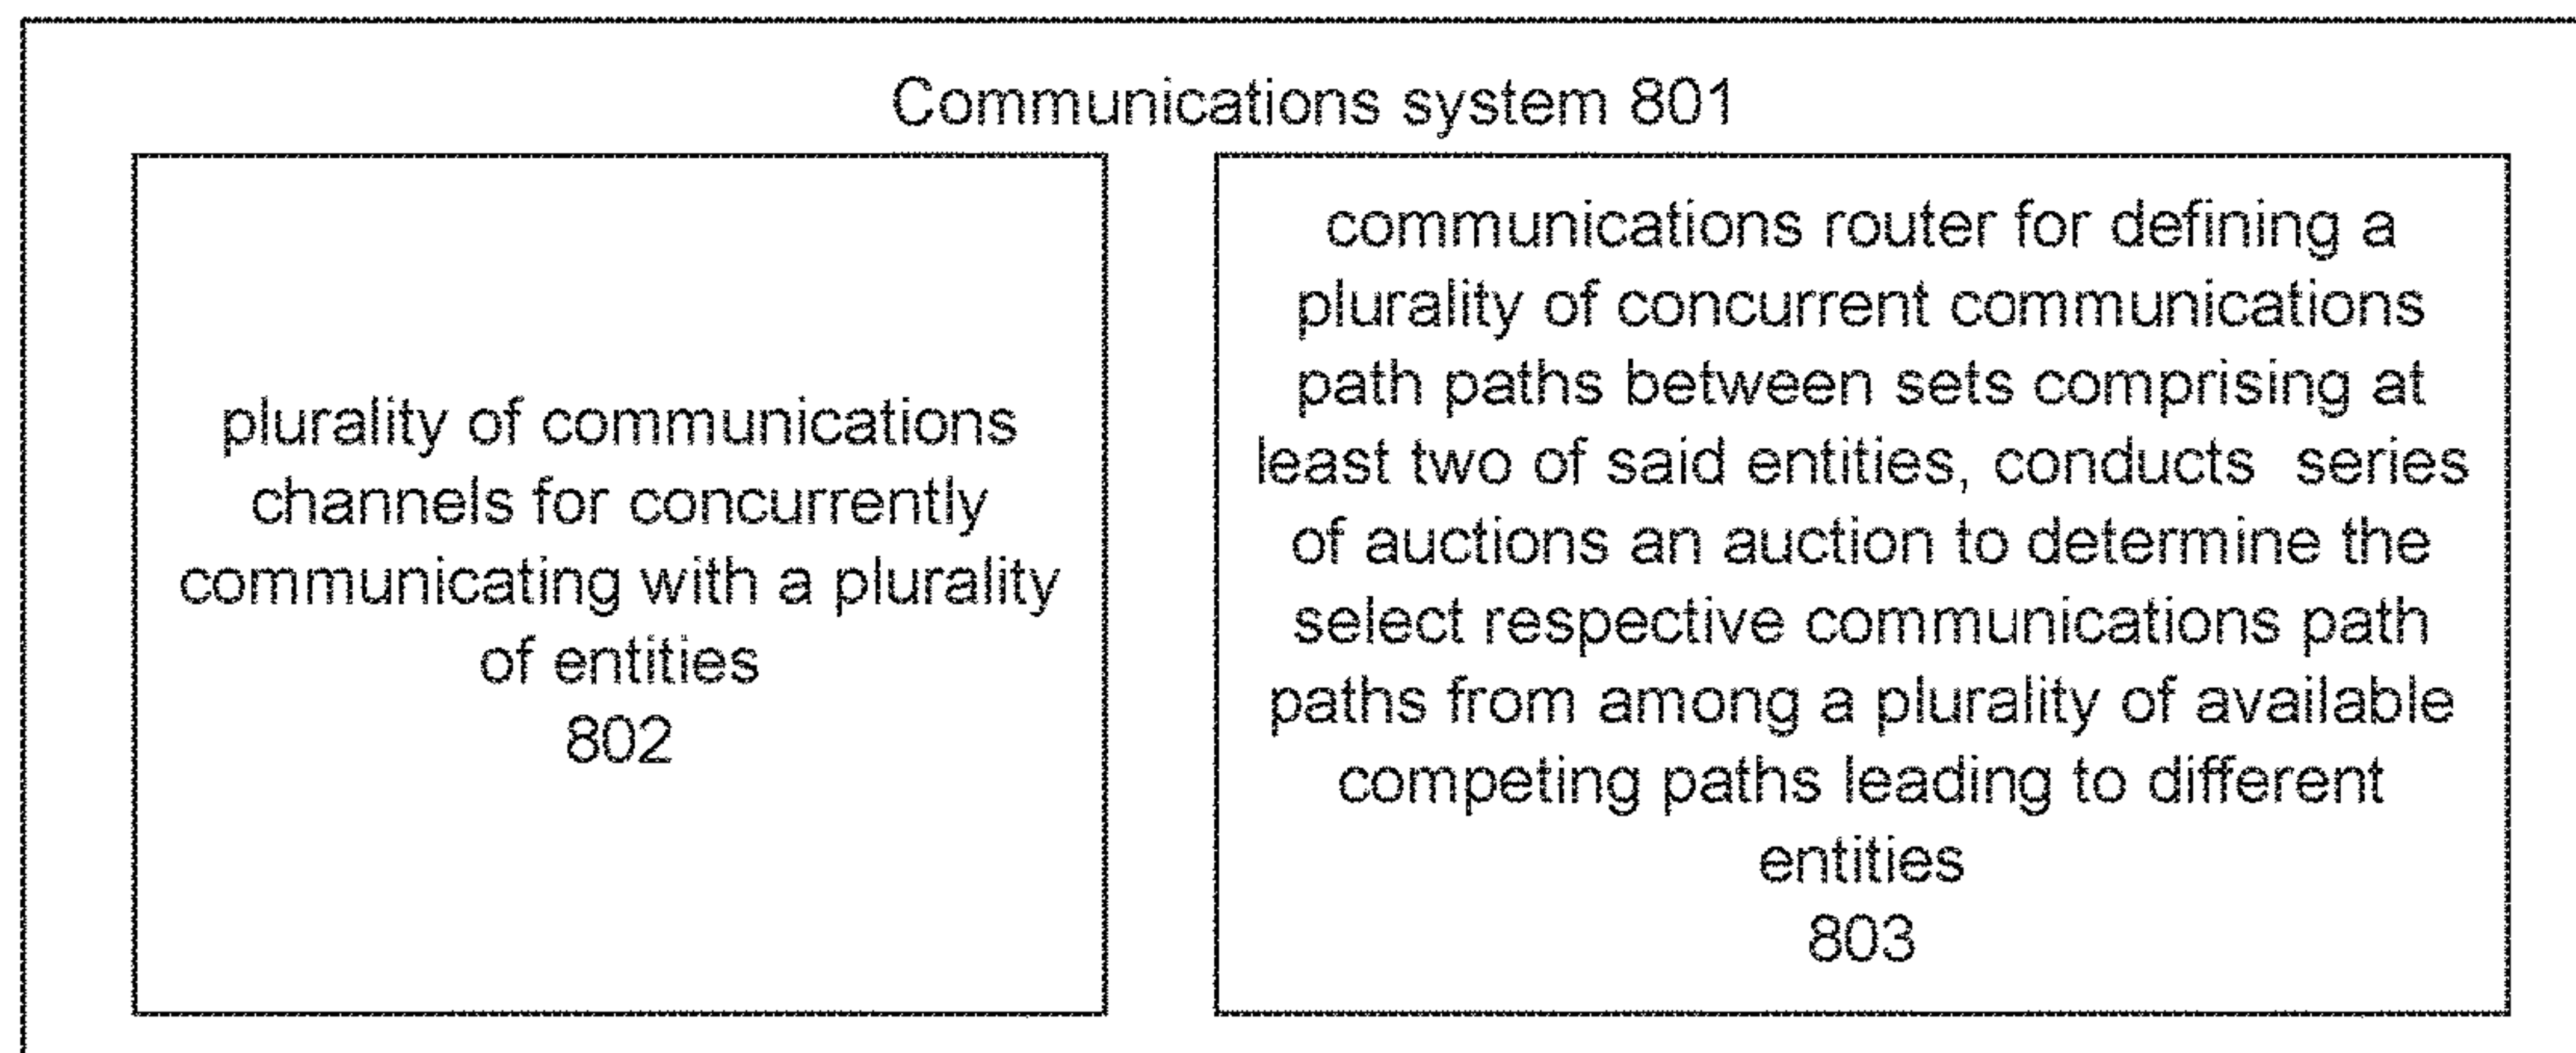 Communications system 801
plurality of communications
channels for concurrently
communicating with a plurality
of entities
802
communications router for defining a
plurality of concurrent communications
path paths between sets comprising at
least two of said entities, conducts series
of auctions an auction to determine the
select respective communications path
paths from among a plurality of available
competing paths leading to different
entities
803